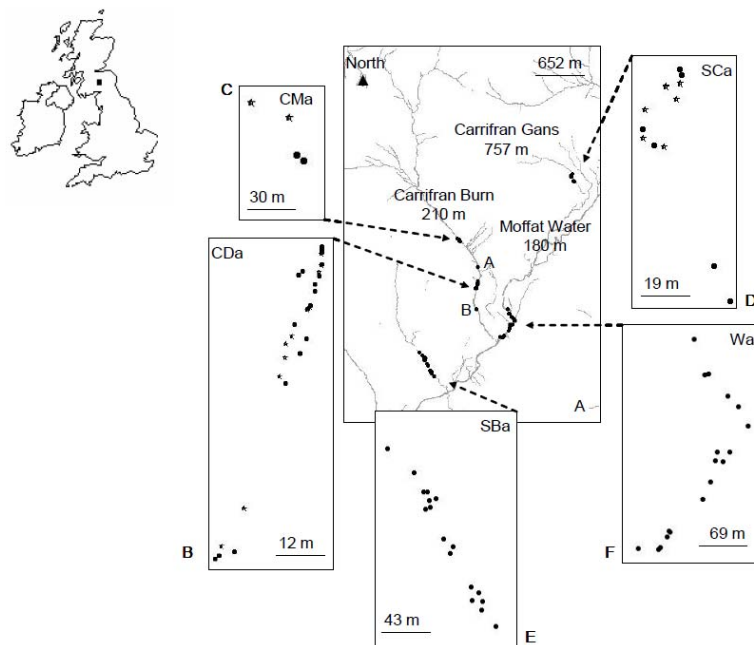 North
652 m
Carrifran Gans
757 m
Carrifran Burn
210 m
Moffat Water
180 m
A
B
A
C
CMa
30 m
CDa
B
12 m
SCa
19 m
D
Wa
69 m
F
SBa
43 m
E